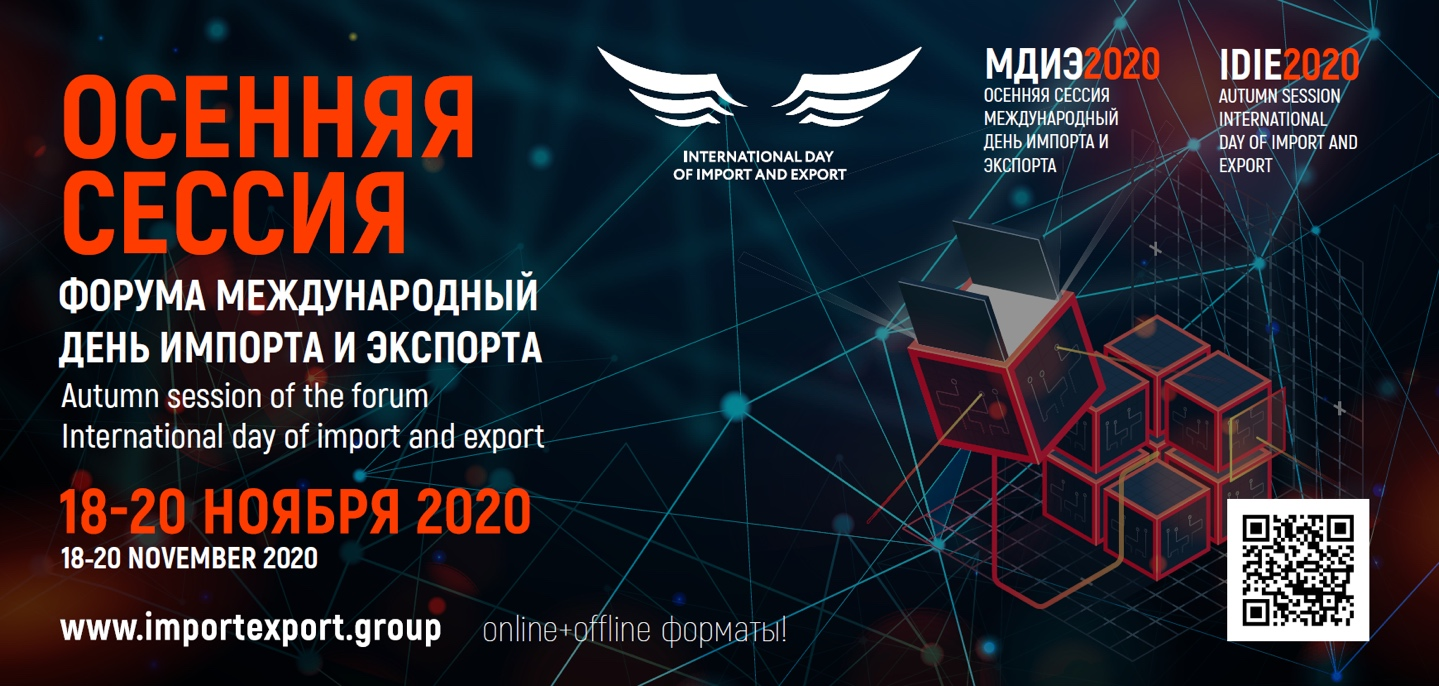 ОСЕННЯЯ
СЕССИЯ
ФОРУМА МЕЖДУНАРОДНЫЙ
ДЕНЬ ИМПОРТА И ЭКСПОРТА
Autumn session of the forum
International day of import and export
18-20 НОЯБРЯ 2020
18-20 NOVEMBER 2020
www.importexport.group
online+offline форматы!
INTERNATIONAL DAY
OF IMPORT AND EXPORT
МДИЭ2020
ОСЕННЯЯ СЕССИЯ
МЕЖДУНАРОДНЫЙ
ДЕНЬ ИМПОРТА И
ЭКСПОРТА
IDIE2020
AUTUMN SESSION
INTERNATIONAL
DAY OF IMPORT AND
EXPORT